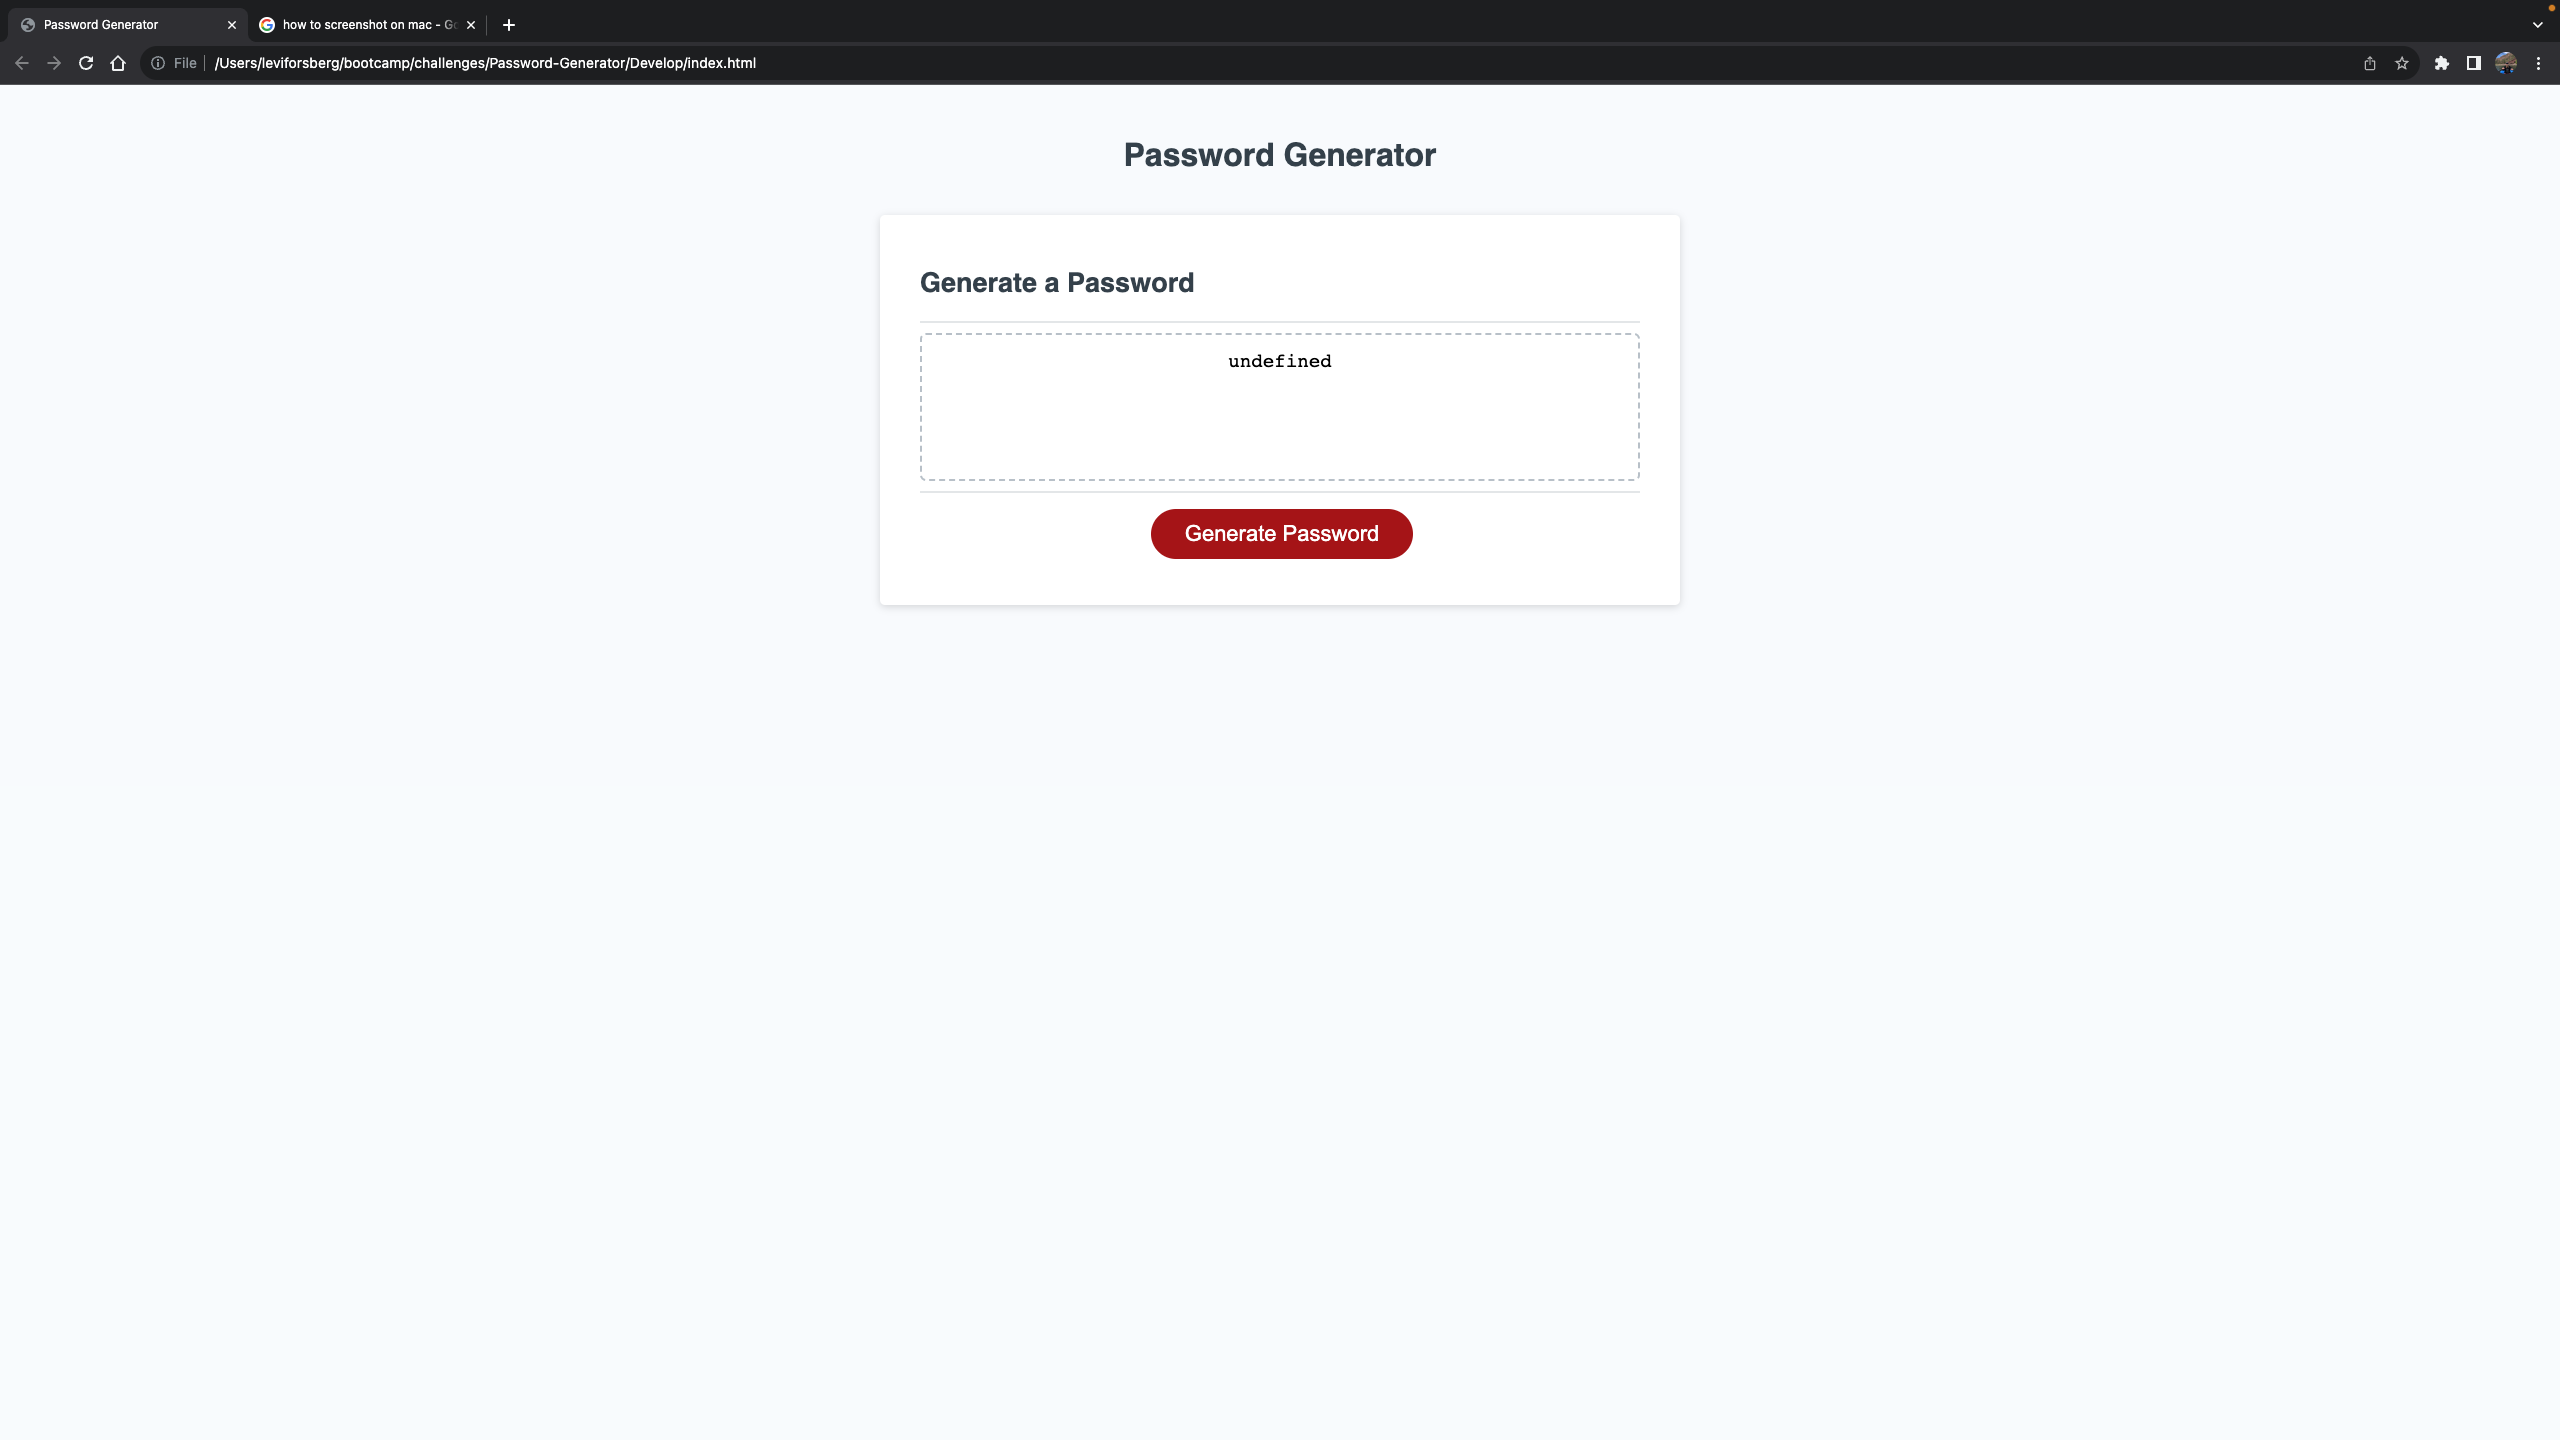 Password Generator
how to screenshot on mac - Go
File
/Users/leviforsberg/bootcamp/challenges/Password-Generator/Develop/index.html
Password Generator
Generate a Password
undefined
Generate Password